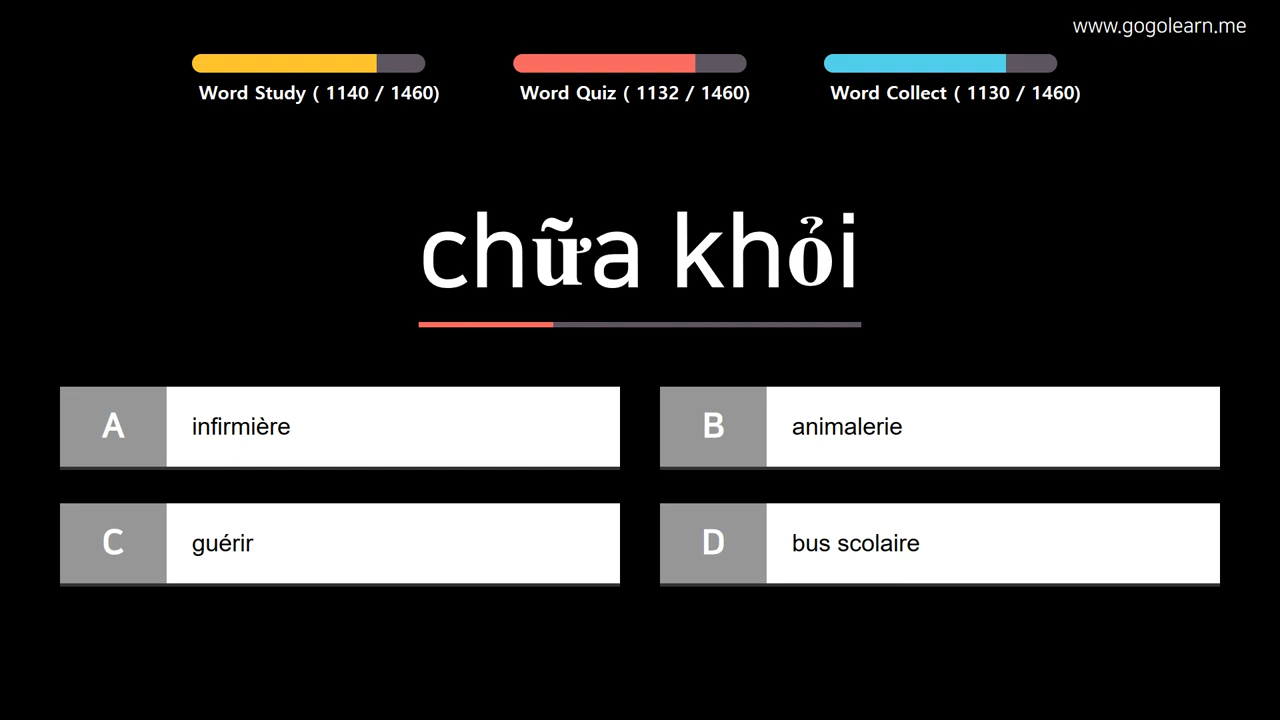 www.gogolearn.me
Word Study ( 1140 / 1460)
Word Quiz ( 1132 / 1460)
Word Collect ( 1130 / 1460)
chữa khỏi
A infirmière
B animalerie
C guérir
D bus scolaire